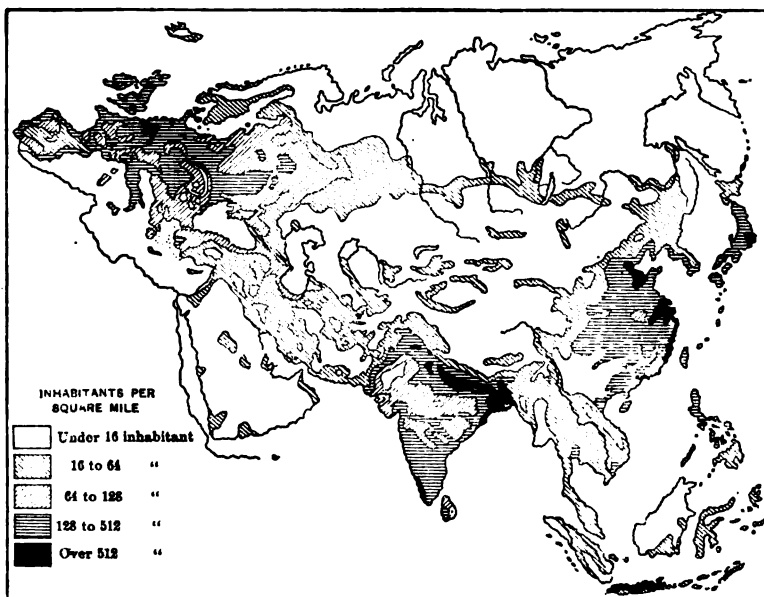 INHABITANTS PER
SQUARE MILE
Under 16 inhabitant
16 to 64 “
64 to 128 “
128 to 512 “
Over 512 “